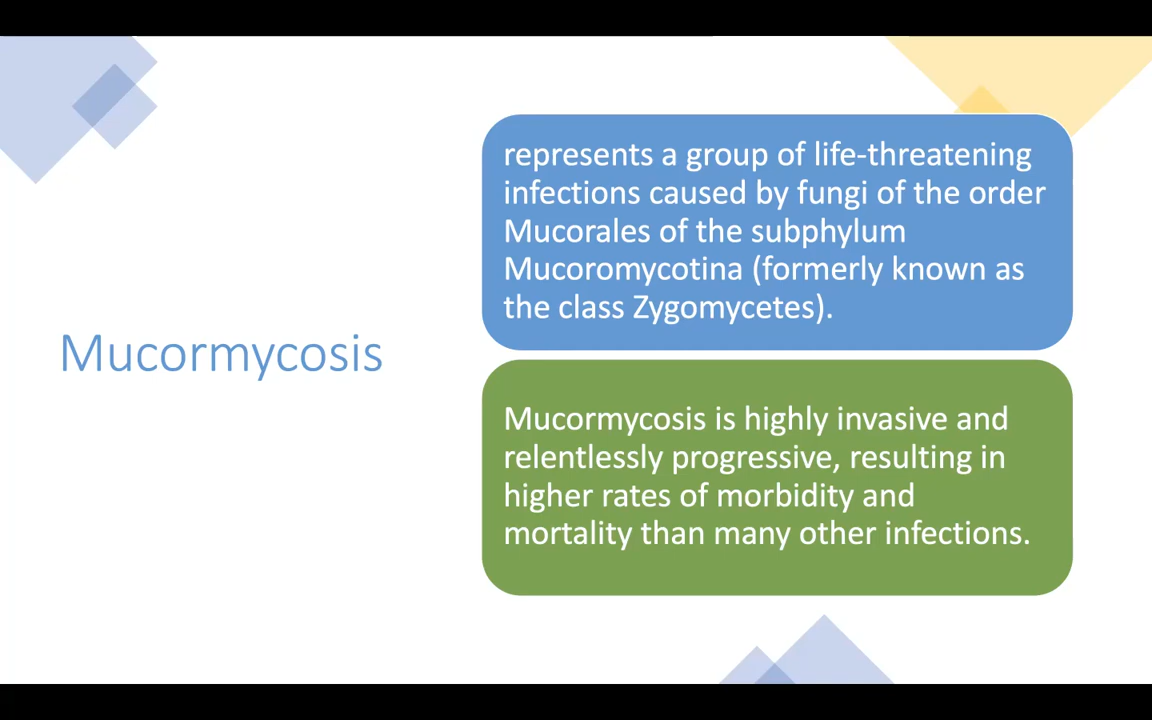 Mucormycosis
represents a group of life-threatening
infections caused by fungi of the order
Mucorales of the subphylum
Mucoromycotina (formerly known as
the class Zygomycetes).
Mucormycosis is highly invasive and
relentlessly progressive, resulting in
higher rates of morbidity and
mortality than many other infections.